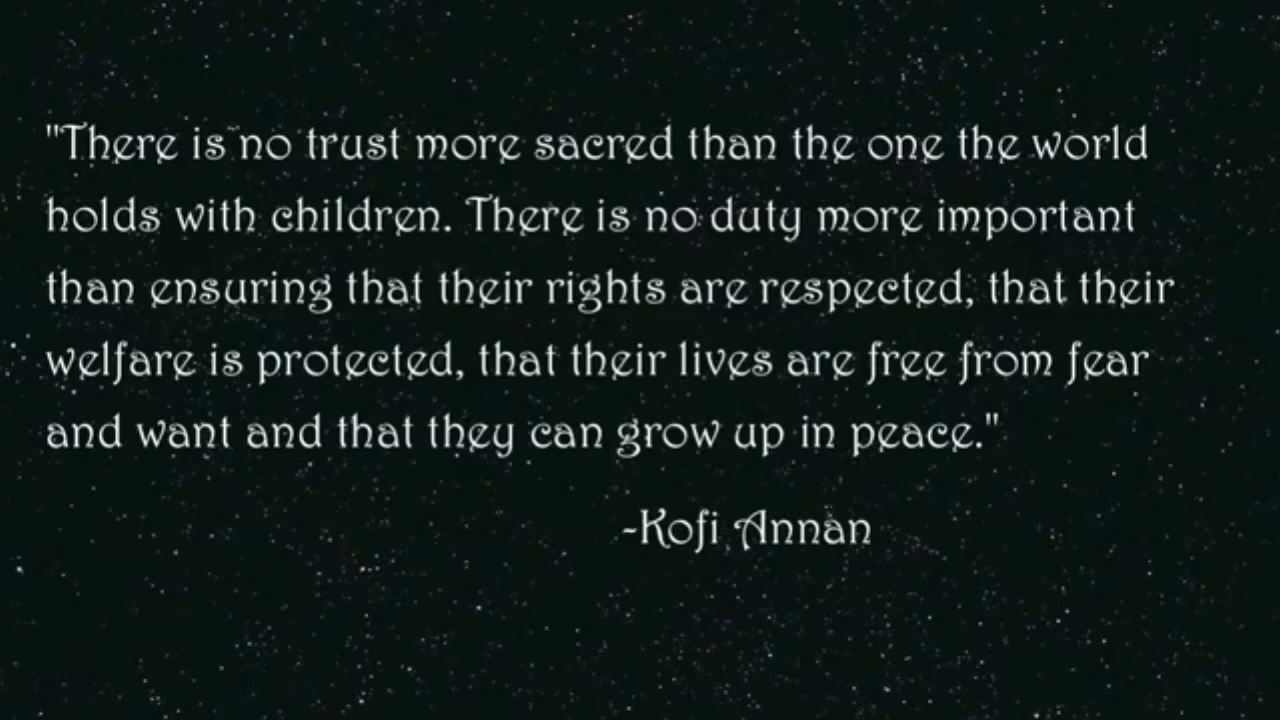 "There is no trust more sacred than the one the world
holds with children. There is no duty more important
than ensuring that their rights are respected, that their
welfare is protected, that their lives are free from fear
and want and that they can grow up in peace."
-Kofi Annan